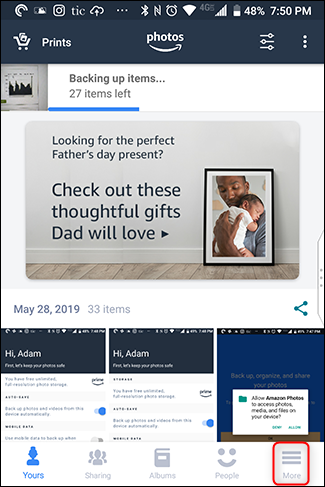 tic 4GE 48% 7:50 PM
Prints
photos
Backing up items...
27 items left
Looking for the perfect
Father's day present?
Check out these
thoughtful gifts
Dad will love ▸
May 28, 2019 33 items
Hi, Adam
First, let's keep your photos safe
You have free unlimited,
full-resolution photo storage.
prime
AUTO-SAVE
Back up photos and videos from this
device automatically.
MOBILE DATA
Use mobile data to back up when
Hi, Adam
First, let's keep your photos safe
STORAGE
You have free unlimited,
full-resolution photo storage.
prime
AUTO-SAVE
Back up photos and videos from this
device automatically.
MOBILE DATA
Back up, organize, and share
your photos.
Allow Amazon Photos
to access photos,
media, and files on
your device?
DENY ALLOW
Yours
Sharing
Albums
People
More